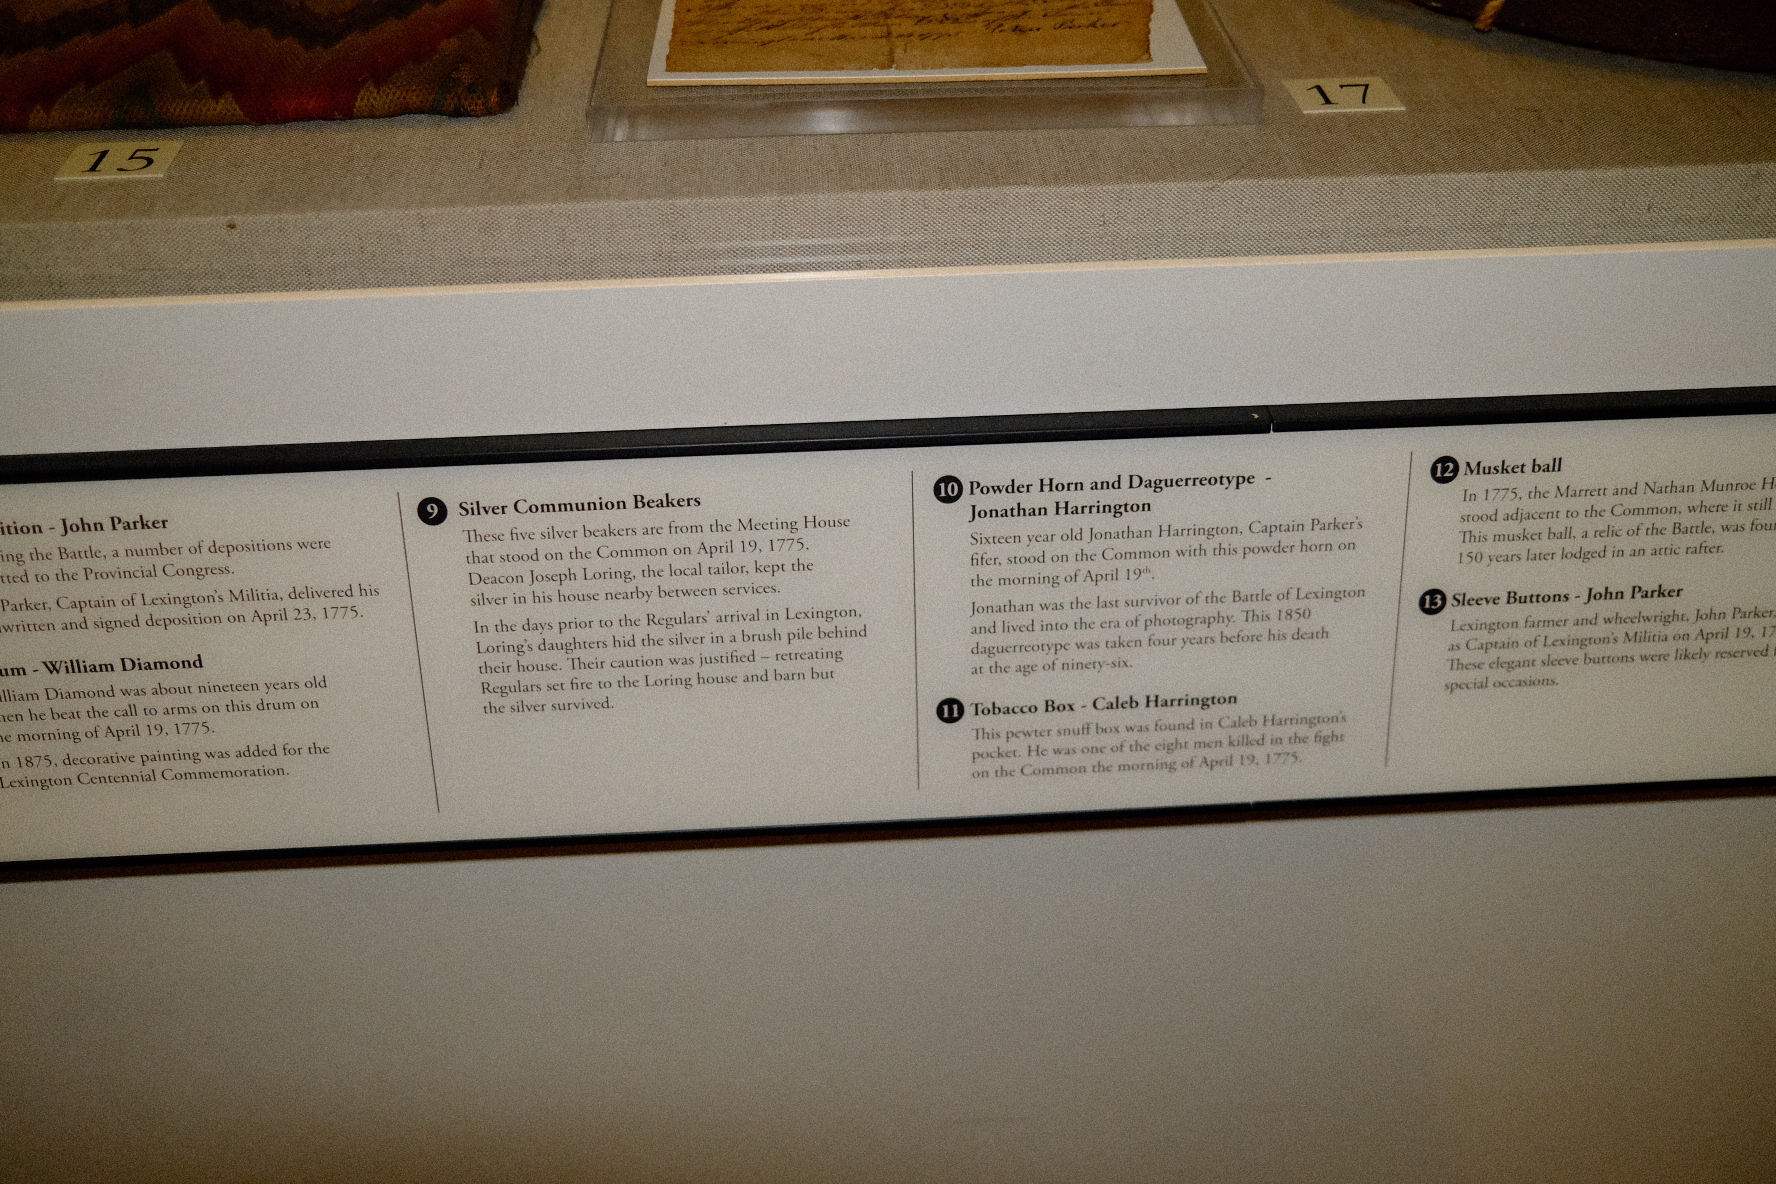 Parker
17
15
ition - John Parker
ing the Battle, a number of depositions were
tted to the Provincial Congress.
Parker, Captain of Lexington's Militia, delivered his
written and signed deposition on April 23, 1775.
um - William Diamond
lliam Diamond was about nineteen years old
hen he beat the call to arms on this drum on
he morning of April 19, 1775.
n 1875, decorative painting was added for the
Lexington Centennial Commemoration.
9 Silver Communion Beakers
These five silver beakers are from the Meeting House
that stood on the Common on April 19, 1775.
Deacon Joseph Loring, the local tailor, kept the
silver in his house nearby between services.
In the days prior to the Regulars' arrival in Lexington,
Loring's daughters hid the silver in a brush pile behind
their house. Their caution was justified – retreating
Regulars set fire to the Loring house and barn but
the silver survived.
10 Powder Horn and Daguerreotype -
Jonathan Harrington
Sixteen year old Jonathan Harrington, Captain Parker's
fifer, stood on the Common with this powder horn on
the morning of April 19th.
Jonathan was the last survivor of the Battle of Lexington
and lived into the era of photography. This 1850
daguerreotype was taken four years before his death
at the age of ninety-six.
11 Tobacco Box - Caleb Harrington
This pewter snuff box was found in Caleb Harrington's
pocket. He was one of the eight men killed in the fight
on the Common the morning of April 19, 1775.
12 Musket ball
In 1775, the Marrett and Nathan Munroe H
stood adjacent to the Common, where it still
This musket ball, a relic of the Battle, was fou
150 years later lodged in an attic rafter.
13 Sleeve Buttons - John Parker
Lexington farmer and wheelwright, John Parker,
as Captain of Lexington's Militia on April 19, 17
These elegant sleeve buttons were likely reserved
special occasions.